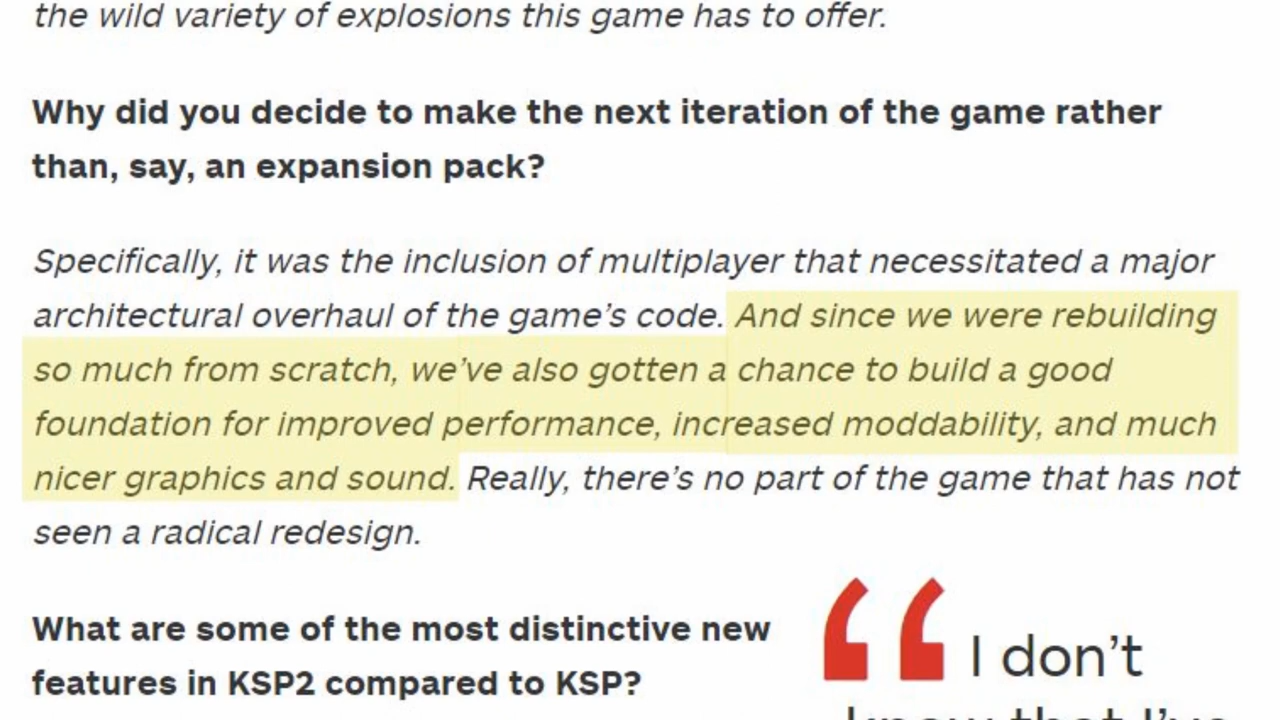 the wild variety of explosions this game has to offer.
Why did you decide to make the next iteration of the game rather
than, say, an expansion pack?
Specifically, it was the inclusion of multiplayer that necessitated a major
architectural overhaul of the game’s code. And since we were rebuilding
so much from scratch, we’ve also gotten a chance to build a good
foundation for improved performance, increased moddability, and much
nicer graphics and sound. Really, there’s no part of the game that has not
seen a radical redesign.
What are some of the most distinctive new
features in KSP2 compared to KSP?
“ I don’t
know that I’ve